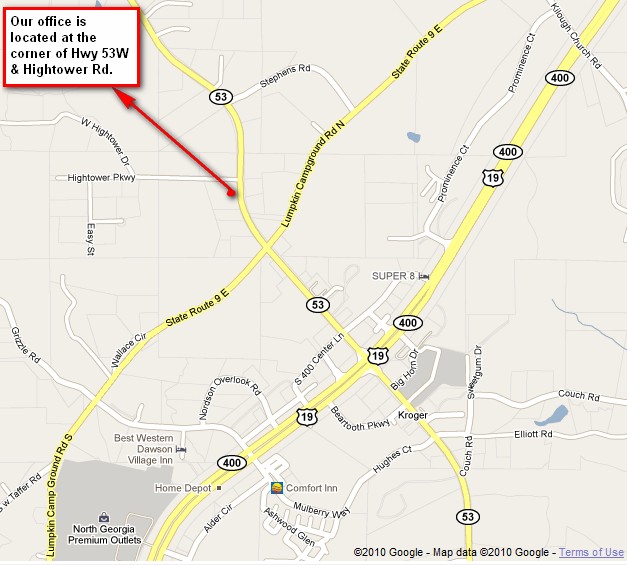 Our office is
located at the
corner of Hwy 53W
& Hightower Rd.
Kilough Church Rd
State Route 9 E
Prominence Ct
400
Stephens Rd
53
400
W Hightower Dr
Lumpkin Campground Rd N
19
Hightower Pkwy
Prominence Ct
Easy St
SUPER 8
State Route 9 E
53
400
Wallace Cir
S 400 Center Ln
19
Grizzle Rd
Big Horn Dr
Sweetgum Dr
Nordson Overlook Rd
Couch Rd
19
Beartooth Pkwy
Kroger
Elliott Rd
Best Western
Dawson
Village Inn
Couch Rd
400
Hughes Ct
Lumpkin Camp Ground Rd S
s w Taffer Rd
Home Depot
Comfort Inn
Mulberry Way
Alder Cir
Ashwood Glen
53
North Georgia
Premium Outlets
©2010 Google - Map data ©2010 Google - Terms of Use